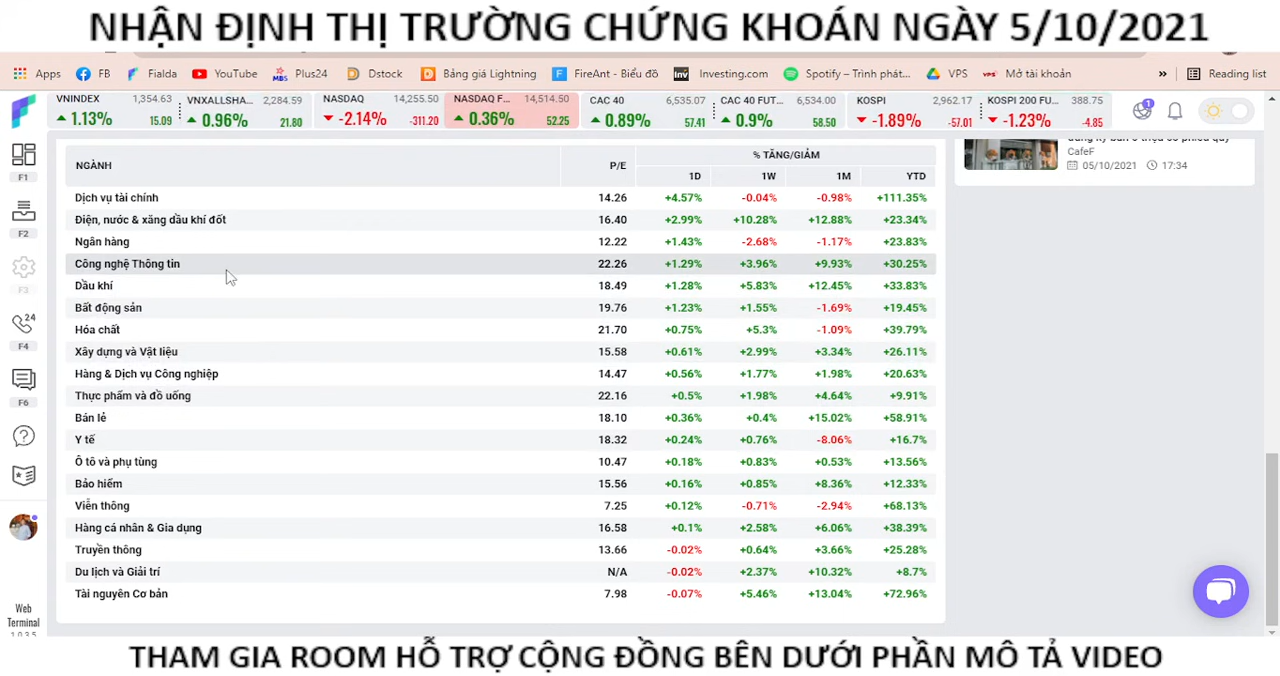 NHẬN ĐỊNH THỊ TRƯỜNG CHỨNG KHOÁN NGÀY 5/10/2021
Apps FB Fialda YouTube Plus24 Dstock Bảng giá Lightning FireAnt - Biểu đồ Investing.com Spotify – Trình phát... VPS Mở tài khoản » Reading list
VNINDEX 1,354.63 VNXALLSHA... 2,284.59 NASDAQ 14,255.50 NASDAQ F... 14,514.50 CAC 40 6,535.07 CAC 40 FUT... 6,534.00 KOSPI 2,962.17 KOSPI 200 FU... 388.75
1.13% 15.09 0.96% 21.80 -2.14% -311.20 0.36% 52.25 0.89% 57.41 0.9% 58.50 -1.89% -57.01 -1.23% -4.85 1
F1
F2
F3
24
F4
F6
Web
Terminal
1.0.3.5
NGÀNH P/E % TĂNG/GIẢM
1D 1W 1M YTD
Dịch vụ tài chính 14.26 +4.57% -0.04% -0.98% +111.35%
Điện, nước & xăng dầu khí đốt 16.40 +2.99% +10.28% +12.88% +23.34%
Ngân hàng 12.22 +1.43% -2.68% -1.17% +23.83%
Công nghệ Thông tin 22.26 +1.29% +3.96% +9.93% +30.25%
Dầu khí 18.49 +1.28% +5.83% +12.45% +33.83%
Bất động sản 19.76 +1.23% +1.55% -1.69% +19.45%
Hóa chất 21.70 +0.75% +5.3% -1.09% +39.79%
Xây dựng và Vật liệu 15.58 +0.61% +2.99% +3.34% +26.11%
Hàng & Dịch vụ Công nghiệp 14.47 +0.56% +1.77% +1.98% +20.63%
Thực phẩm và đồ uống 22.16 +0.5% +1.98% +4.64% +9.91%
Bán lẻ 18.10 +0.36% +0.4% +15.02% +58.91%
Y tế 18.32 +0.24% +0.76% -8.06% +16.7%
Ô tô và phụ tùng 10.47 +0.18% +0.83% +0.53% +13.56%
Bảo hiểm 15.56 +0.16% +0.85% +8.36% +12.33%
Viễn thông 7.25 +0.12% -0.71% -2.94% +68.13%
Hàng cá nhân & Gia dụng 16.58 +0.1% +2.58% +6.06% +38.39%
Truyền thông 13.66 -0.02% +0.64% +3.66% +25.28%
Du lịch và Giải trí N/A -0.02% +2.37% +10.32% +8.7%
Tài nguyên Cơ bản 7.98 -0.07% +5.46% +13.04% +72.96%
CafeF
05/10/2021 17:34
THAM GIA ROOM HỖ TRỢ CỘNG ĐỒNG BÊN DƯỚI PHẦN MÔ TẢ VIDEO